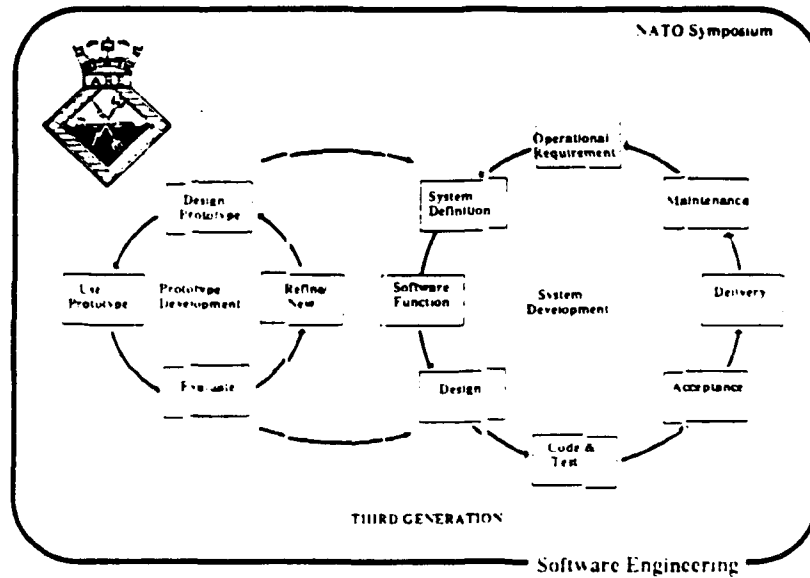 NATO Symposium
ARE
Operational
Requirement
Design
Prototype
System
Definition
Maintenance
Use
Prototype
Prototype
Development
Refine/
New
Software
Function
System
Development
Delivery
Evaluate
Design
Acceptance
Code &
Test
THIRD GENERATION
Software Engineering